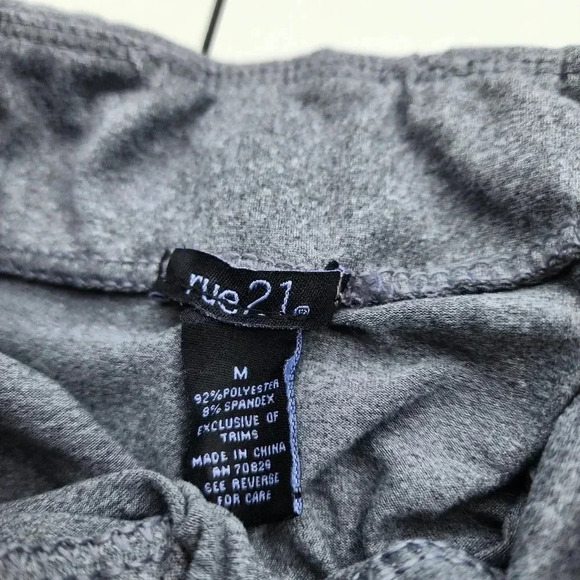 rue21®
M
92% POLYESTER
8% SPANDEX
EXCLUSIVE OF
TRIMS
MADE IN CHINA
RN 70829
SEE REVERSE
FOR CARE